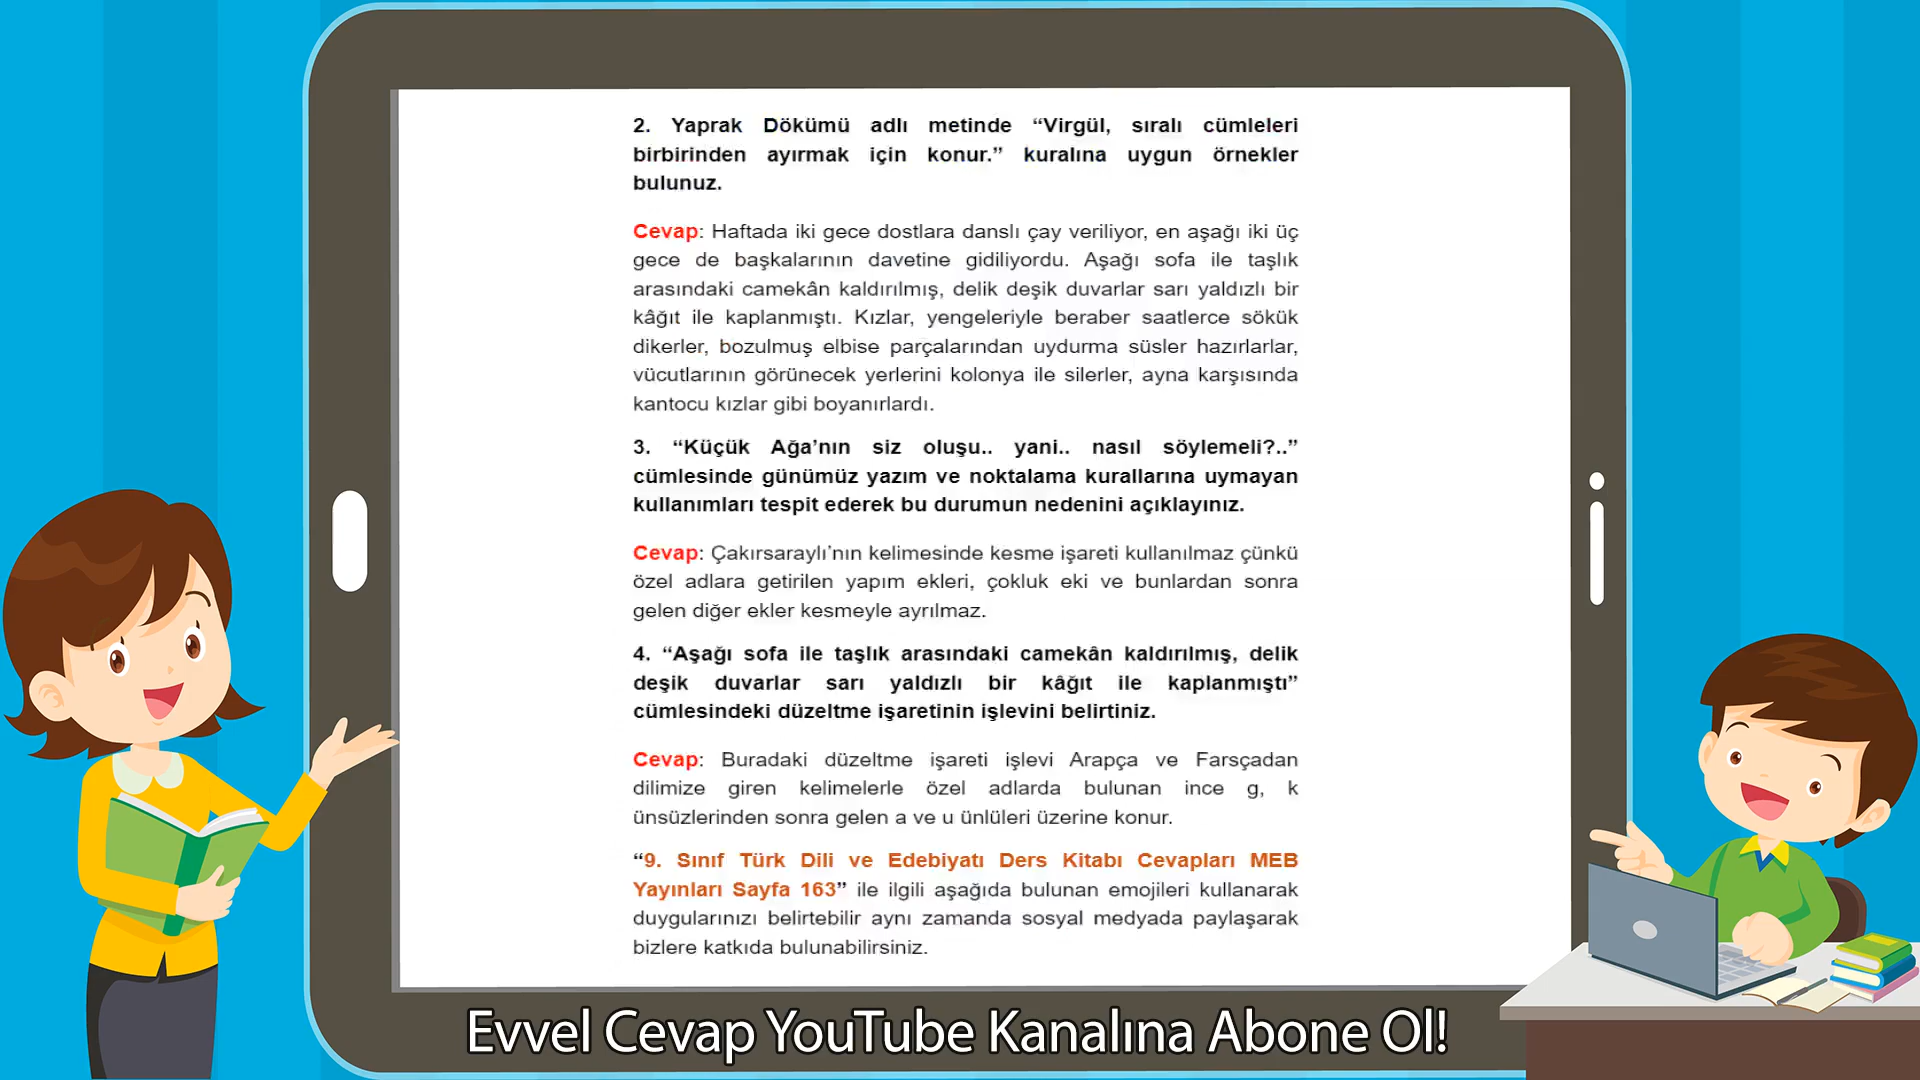 2. Yaprak Dökümü adlı metinde “Virgül, sıralı cümleleri
birbirinden ayırmak için konur.” kuralına uygun örnekler
bulunuz.
Cevap: Haftada iki gece dostlara danslı çay veriliyor, en aşağı iki üç
gece de başkalarının davetine gidiliyordu. Aşağı sofa ile taşlık
arasındaki camekân kaldırılmış, delik deşik duvarlar sarı yaldızlı bir
kâğıt ile kaplanmıştı. Kızlar, yengeleriyle beraber saatlerce sökük
dikerler, bozulmuş elbise parçalarından uydurma süsler hazırlarlar,
vücutlarının görünecek yerlerini kolonya ile silerler, ayna karşısında
kantocu kızlar gibi boyanırlardı.
3. “Küçük Ağa’nın siz oluşu.. yani.. nasıl söylemeli?..”
cümlesinde günümüz yazım ve noktalama kurallarına uymayan
kullanımları tespit ederek bu durumun nedenini açıklayınız.
Cevap: Çakırsaraylı’nın kelimesinde kesme işareti kullanılmaz çünkü
özel adlara getirilen yapım ekleri, çokluk eki ve bunlardan sonra
gelen diğer ekler kesmeyle ayrılmaz.
4. “Aşağı sofa ile taşlık arasındaki camekân kaldırılmış, delik
deşik duvarlar sarı yaldızlı bir kâğıt ile kaplanmıştı”
cümlesindeki düzeltme işaretinin işlevini belirtiniz.
Cevap: Buradaki düzeltme işareti işlevi Arapça ve Farsçadan
dilimize giren kelimelerle özel adlarda bulunan ince g, k
ünsüzlerinden sonra gelen a ve u ünlüleri üzerine konur.
“9. Sınıf Türk Dili ve Edebiyatı Ders Kitabı Cevapları MEB
Yayınları Sayfa 163” ile ilgili aşağıda bulunan emojileri kullanarak
duygularınızı belirtebilir aynı zamanda sosyal medyada paylaşarak
bizlere katkıda bulunabilirsiniz.
Evvel Cevap YouTube Kanalına Abone Ol!